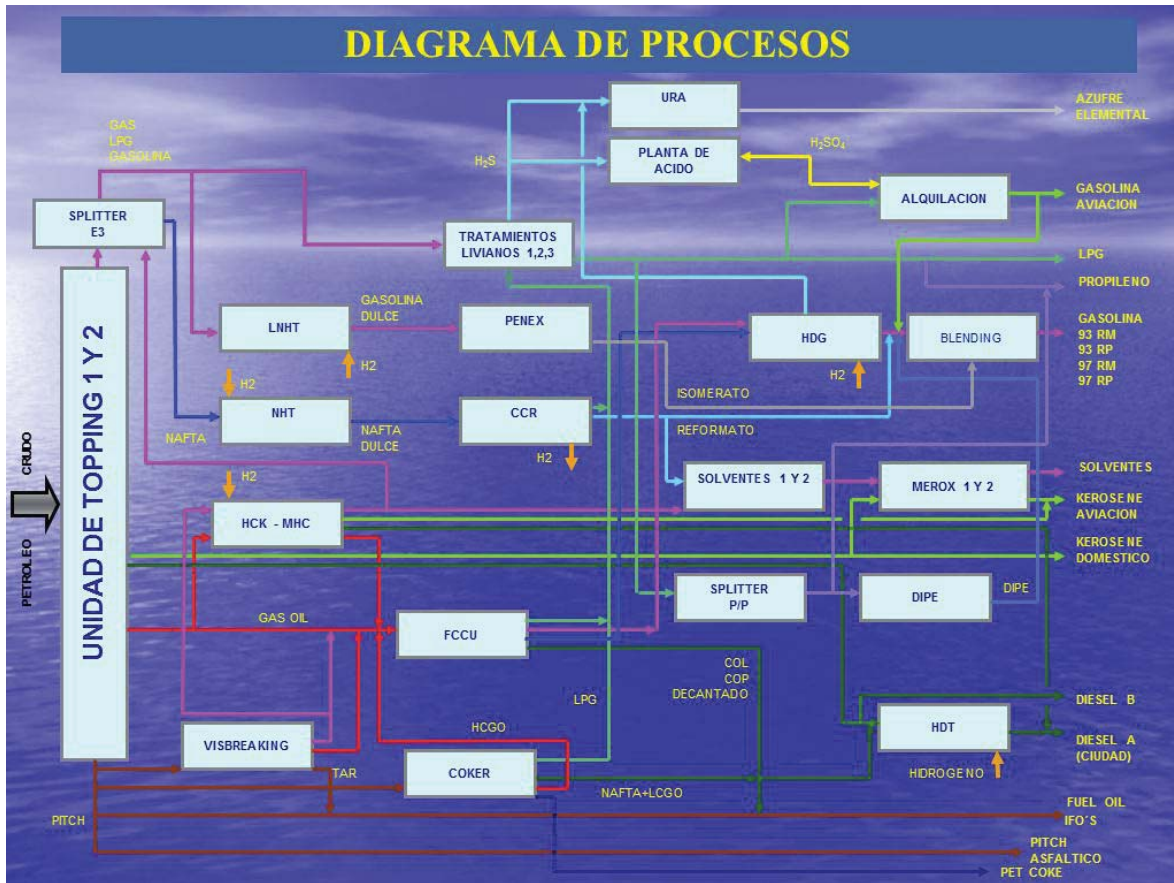 DIAGRAMA DE PROCESOS
URA
AZUFRE
ELEMENTAL
GAS
LPG
GASOLINA
H₂S
PLANTA DE
ACIDO
H₂SO₄
ALQUILACION
GASOLINA
AVIACION
SPLITTER
E3
TRATAMIENTOS
LIVIANOS 1,2,3
LPG
PROPILENO
LNHT
GASOLINA
DULCE
PENEX
HDG
BLENDING
GASOLINA
93 RM
93 RP
97 RM
97 RP
H2
H2
H2
ISOMERATO
NHT
NAFTA
NAFTA
DULCE
CCR
REFORMATO
H2
H2
SOLVENTES 1 Y 2
MEROX 1 Y 2
SOLVENTES
KEROSENE
AVIACION
HCK - MHC
KEROSENE
DOMESTICO
PETROLEO CRUDO
UNIDAD DE TOPPING 1 Y 2
SPLITTER
P/P
DIPE
DIPE
GAS OIL
FCCU
COL
COP
DECANTADO
LPG
DIESEL B
HCGO
HDT
VISBREAKING
DIESEL A
(CIUDAD)
TAR
COKER
HIDROGENO
NAFTA+LCGO
FUEL OIL
IFO´S
PITCH
PITCH
ASFALTICO
PET COKE